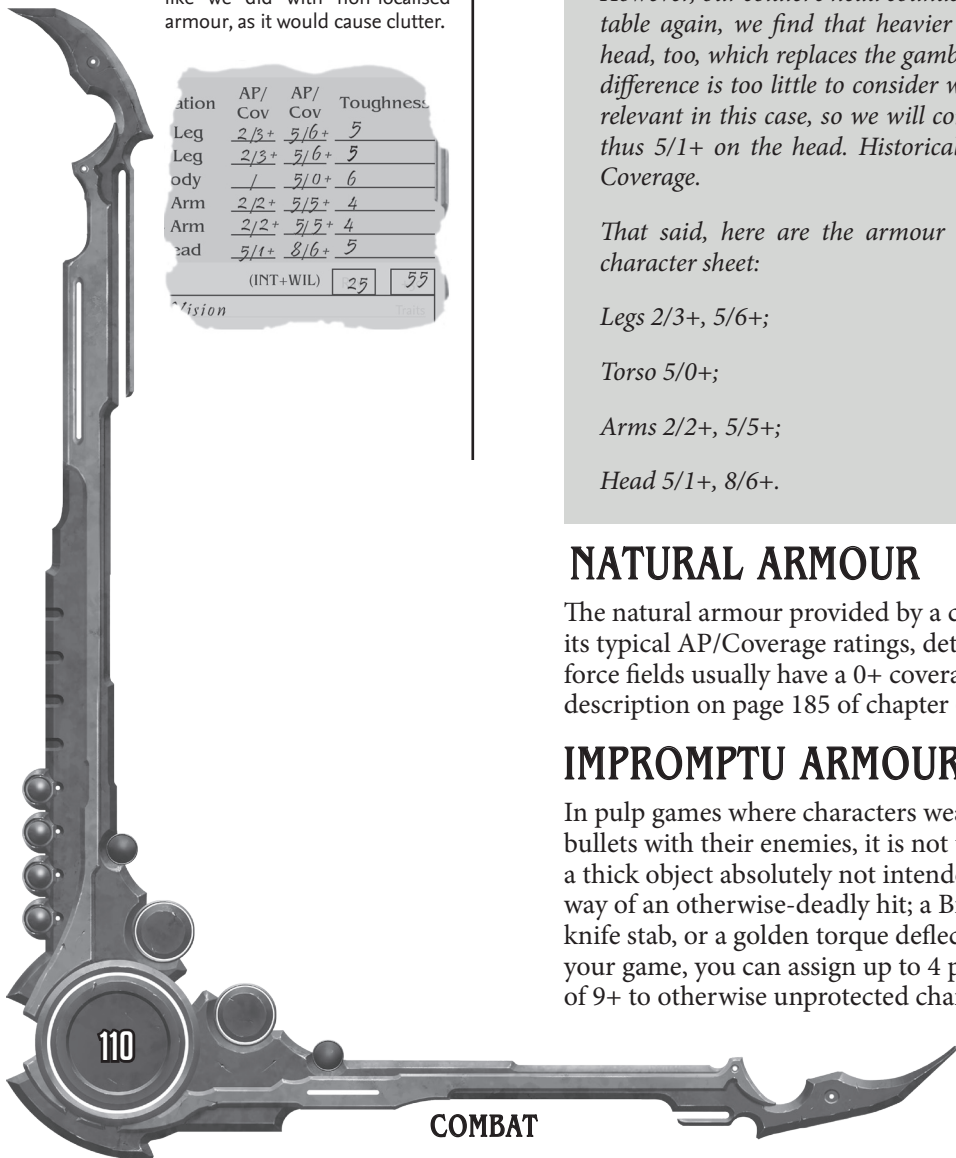 like we did with non-localised
armour, as it would cause clutter.
ation AP/ Cov AP/ Cov Toughness
Leg 2/3+ 5/6+ 5
Leg 2/3+ 5/6+ 5
ody / 5/0+ 6
Arm 2/2+ 5/5+ 4
Arm 2/2+ 5/5+ 4
ead 5/1+ 8/6+ 5
(INT+WIL) 25 55
Vision Traits
table again, we find that heavier
head, too, which replaces the gamb
difference is too little to consider w
relevant in this case, so we will co
thus 5/1+ on the head. Historical
Coverage.
That said, here are the armour
character sheet:
Legs 2/3+, 5/6+;
Torso 5/0+;
Arms 2/2+, 5/5+;
Head 5/1+, 8/6+.
NATURAL ARMOUR
The natural armour provided by a c
its typical AP/Coverage ratings, det
force fields usually have a 0+ covera
description on page 185 of chapter
IMPROMPTU ARMOUR
In pulp games where characters wea
bullets with their enemies, it is not
a thick object absolutely not intend
way of an otherwise-deadly hit; a B
knife stab, or a golden torque deflec
your game, you can assign up to 4 p
of 9+ to otherwise unprotected cha
110
COMBAT